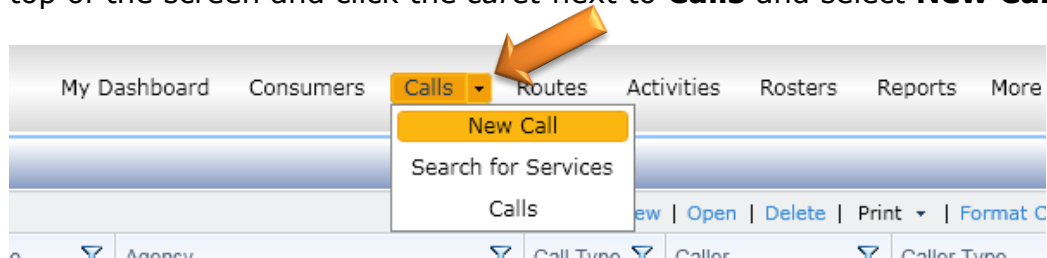 top of the screen and click the caret next to Calls and select New Cal
My Dashboard Consumers Calls Routes Activities Rosters Reports More
New Call
Search for Services
Calls
ew | Open | Delete | Print | Format C
Agency Call Type Caller Caller Type